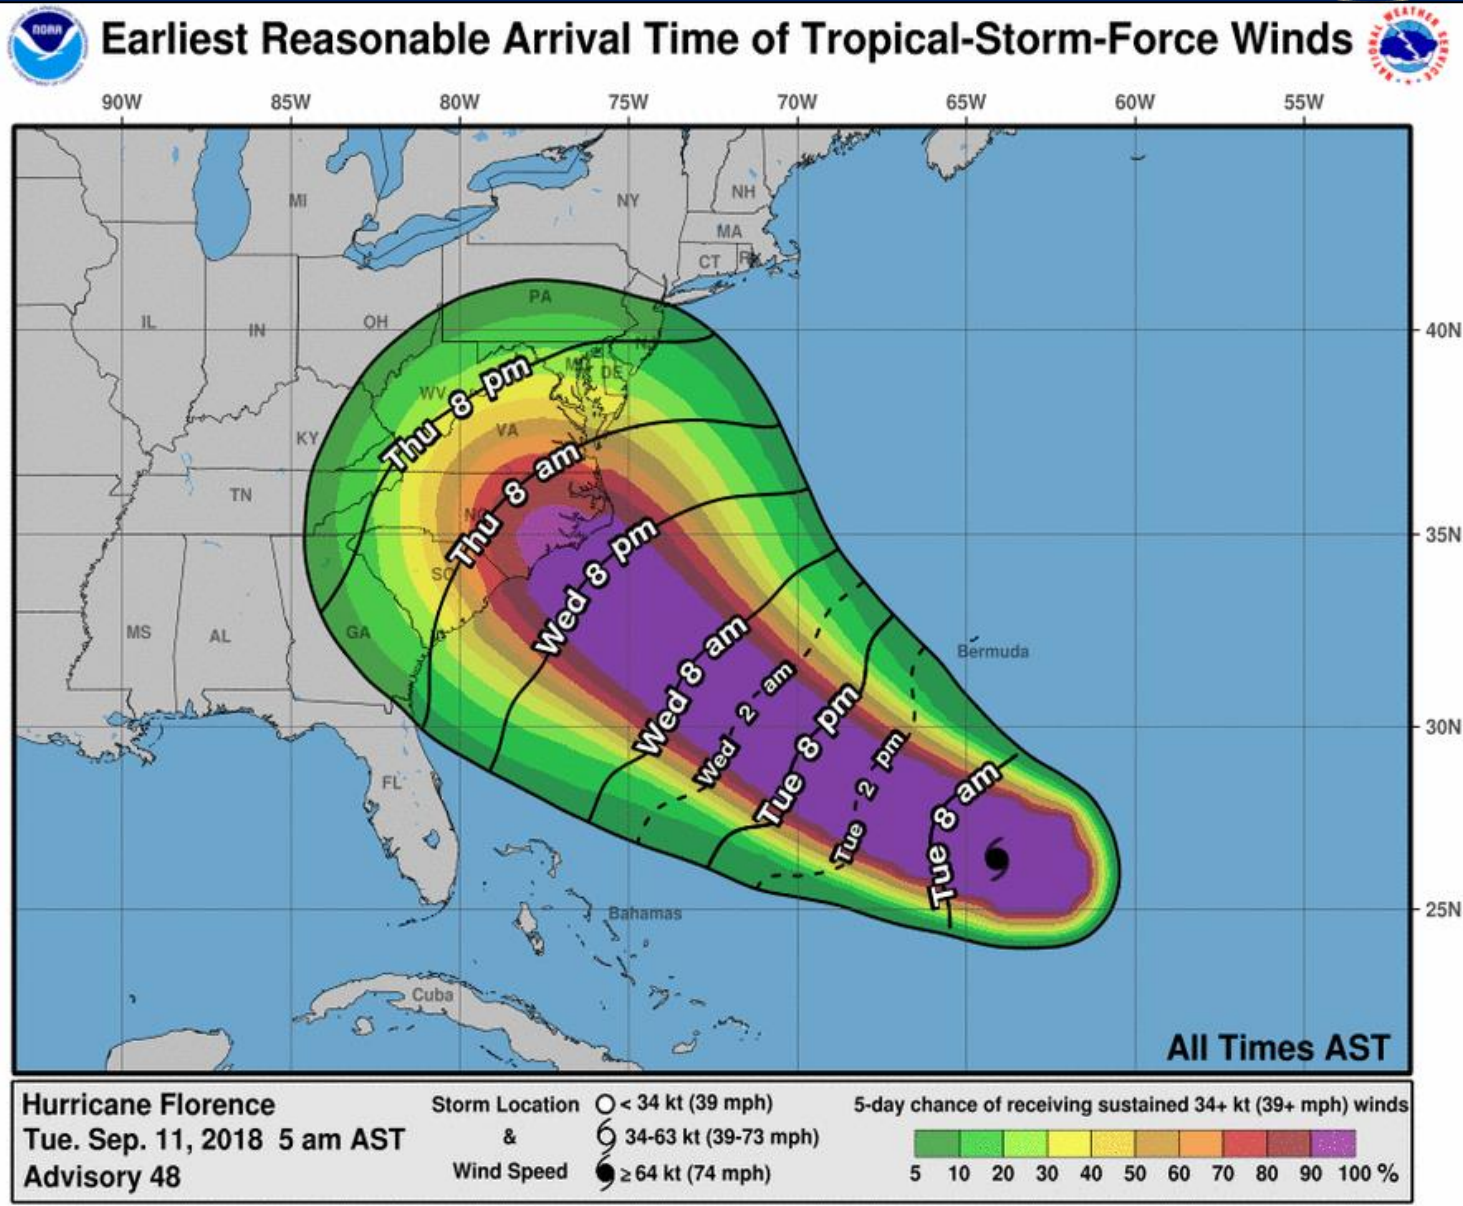 NOAA
Earliest Reasonable Arrival Time of Tropical-Storm-Force Winds
NATIONAL WEATHER SERVICE
90W 85W 80W 75W 70W 65W 60W 55W
MI
NY
NH
MA
CT
PA
IL
IN
OH
NJ
40N
DE
WV
VA
KY
TN
NC
35N
SC
MS
AL
GA
Bermuda
30N
FL
25N
Bahamas
Cuba
Thu 8 pm
Thu 8 am
Wed 8 pm
Wed 8 am
Wed 2 am
Tue 8 pm
Tue 2 pm
Tue 8 am
All Times AST
Hurricane Florence
Tue. Sep. 11, 2018 5 am AST
Advisory 48
Storm Location
&
Wind Speed
< 34 kt (39 mph)
34-63 kt (39-73 mph)
≥ 64 kt (74 mph)
5-day chance of receiving sustained 34+ kt (39+ mph) winds
5 10 20 30 40 50 60 70 80 90 100 %